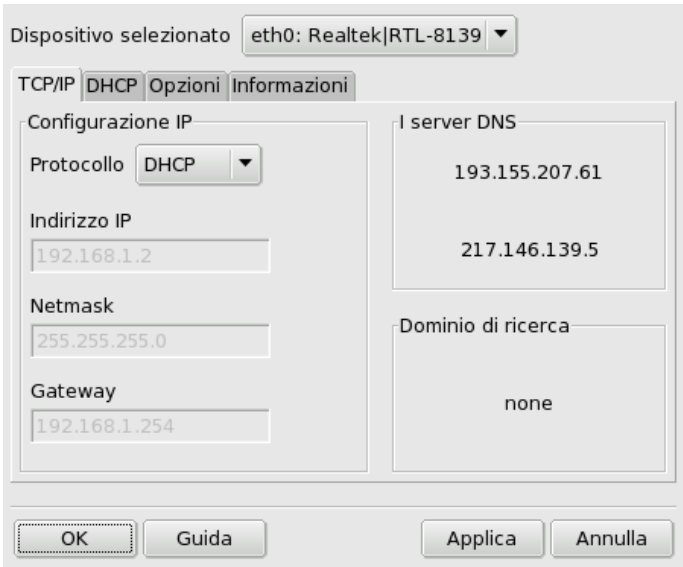 Dispositivo selezionato eth0: Realtek|RTL-8139
TCP/IP DHCP Opzioni Informazioni
Configurazione IP
Protocollo DHCP
Indirizzo IP
192.168.1.2
Netmask
255.255.255.0
Gateway
192.168.1.254
I server DNS
193.155.207.61
217.146.139.5
Dominio di ricerca
none
OK Guida Applica Annulla